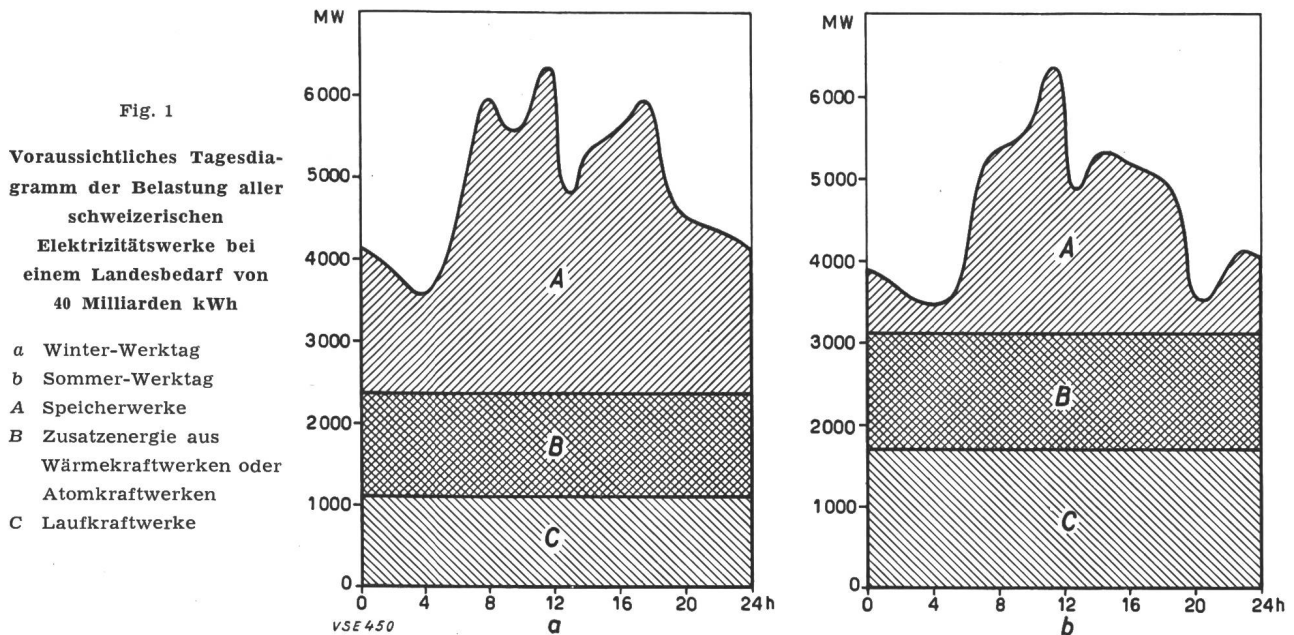 Fig. 1
Voraussichtliches Tagesdia-
gramm der Belastung aller
schweizerischen
Elektrizitätswerke bei
einem Landesbedarf von
40 Milliarden kWh
a Winter-Werktag
b Sommer-Werktag
A Speicherwerke
B Zusatzenergie aus
Wärmekraftwerken oder
Atomkraftwerken
C Laufkraftwerke
MW
6000
5000
4000
3000
2000
1000
0
A
B
C
0 4 8 12 16 20 24h
VSE 450
a
MW
6000
5000
4000
3000
2000
1000
0
A
B
C
0 4 8 12 16 20 24h
b